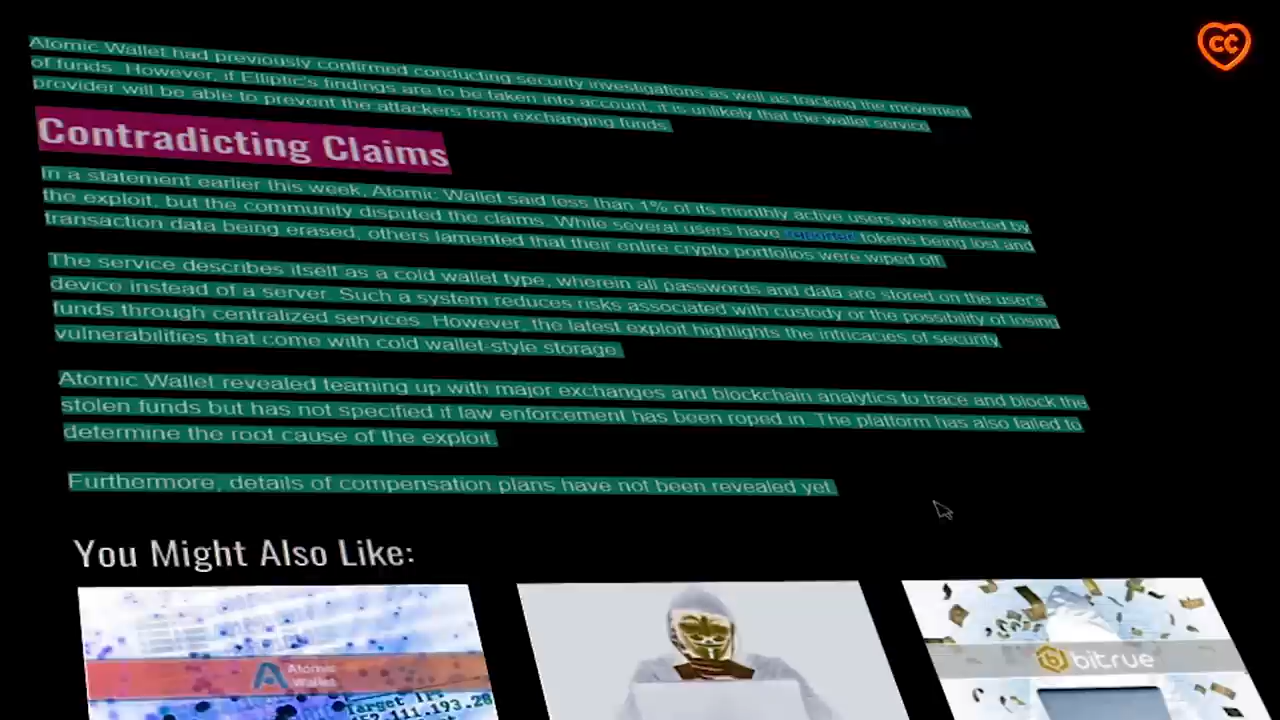 CC
Atomic Wallet had previously confirmed conducting security investigations as well as tracking the movement
of funds. However, if Elliptic's findings are to be taken into account, it is unlikely that the wallet service
provider will be able to prevent the attackers from exchanging funds.
Contradicting Claims
In a statement earlier this week, Atomic Wallet said less than 1% of its monthly active users were affected by
the exploit, but the community disputed the claims. While several users have reported tokens being lost and
transaction data being erased, others lamented that their entire crypto portfolios were wiped off.
The service describes itself as a cold wallet type, wherein all passwords and data are stored on the user's
device instead of a server. Such a system reduces risks associated with custody or the possibility of losing
funds through centralized services. However, the latest exploit highlights the intricacies of security
vulnerabilities that come with cold wallet-style storage.
Atomic Wallet revealed teaming up with major exchanges and blockchain analytics to trace and block the
stolen funds but has not specified if law enforcement has been roped in. The platform has also failed to
determine the root cause of the exploit.
Furthermore, details of compensation plans have not been revealed yet.
You Might Also Like:
Atomic
Wallet
bitrue
Target IP:
152.111.193.28